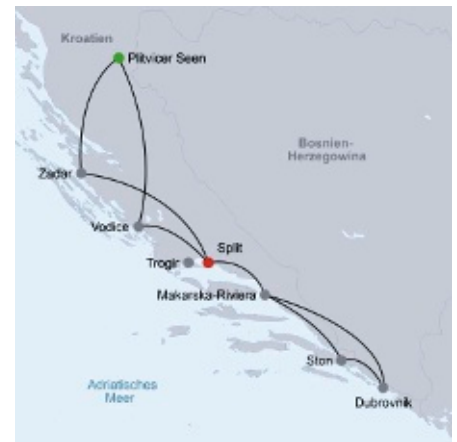 Kroatien
Plitvicer Seen
Bosnien-
Herzegowina
Zadar
Vodice
Split
Trogir
Makarska-Riviera
Ston
Adriatisches
Meer
Dubrovnik